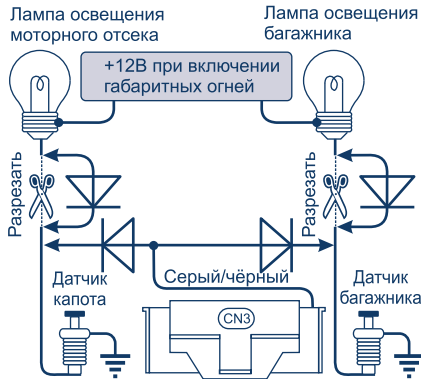 Лампа освещения
моторного отсека
Лампа освещения
багажника
+12В при включении
габаритных огней
Разрезать
Разрезать
Серый/чёрный
Датчик
капота
Датчик
багажника
CN3